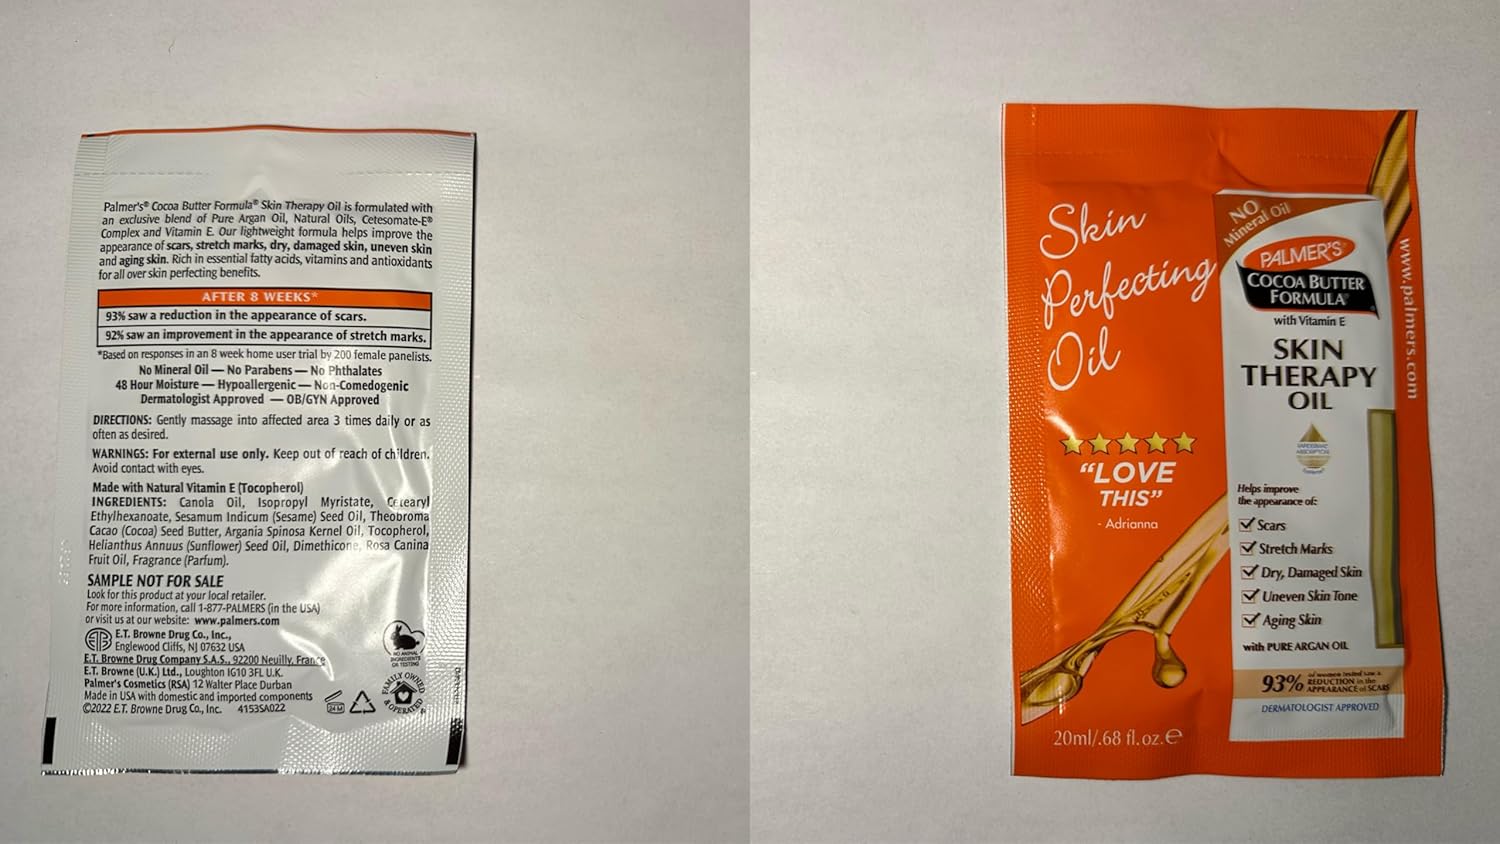 Palmer's® Cocoa Butter Formula® Skin Therapy Oil is formulated with
an exclusive blend of Pure Argan Oil, Natural Oils, Cetesomate-E®
Complex and Vitamin E. Our lightweight formula helps improve the
appearance of scars, stretch marks, dry, damaged skin, uneven skin
and aging skin. Rich in essential fatty acids, vitamins and antioxidants
for all over skin perfecting benefits.
AFTER 8 WEEKS*
93% saw a reduction in the appearance of scars.
92% saw an improvement in the appearance of stretch marks.
*Based on responses in an 8 week home user trial by 200 female panelists.
No Mineral Oil — No Parabens — No Phthalates
48 Hour Moisture — Hypoallergenic — Non-Comedogenic
Dermatologist Approved — OB/GYN Approved
DIRECTIONS: Gently massage into affected area 3 times daily or as
often as desired.
WARNINGS: For external use only. Keep out of reach of children.
Avoid contact with eyes.
Made with Natural Vitamin E (Tocopherol)
INGREDIENTS: Canola Oil, Isopropyl Myristate, Cetearyl
Ethylhexanoate, Sesamum Indicum (Sesame) Seed Oil, Theobroma
Cacao (Cocoa) Seed Butter, Argania Spinosa Kernel Oil, Tocopherol,
Helianthus Annuus (Sunflower) Seed Oil, Dimethicone, Rosa Canina
Fruit Oil, Fragrance (Parfum).
SAMPLE NOT FOR SALE
Look for this product at your local retailer.
For more information, call 1-877-PALMERS (in the USA)
or visit us at our website: www.palmers.com
ETB
E.T. Browne Drug Co., Inc.,
Englewood Cliffs, NJ 07632 USA
E.T. Browne Drug Company S.A.S., 92200 Neuilly, France
E.T. Browne (U.K.) Ltd., Loughton IG10 3FL U.K.
Palmer's Cosmetics (RSA) 12 Walter Place Durban
Made in USA with domestic and imported components
©2022 E.T. Browne Drug Co., Inc. 4153SA022
24 M
NO ANIMAL
INGREDIENTS
OR TESTING
FAMILY OWNED
& OPERATED
Skin
Perfecting
Oil
"LOVE
THIS"
- Adrianna
20ml/.68 fl. oz. ℮
NO
Mineral Oil
PALMER'S®
COCOA BUTTER
FORMULA®
with Vitamin E
SKIN
THERAPY
OIL
Helps improve
the appearance of:
Scars
Stretch Marks
Dry, Damaged Skin
Uneven Skin Tone
Aging Skin
with PURE ARGAN OIL
93% of women tested saw a
REDUCTION in the
APPEARANCE of SCARS
DERMATOLOGIST APPROVED
www.palmers.com